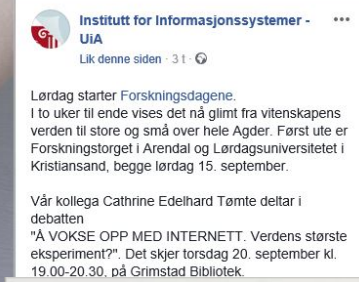 Institutt for Informasjonssystemer -
UiA
Lik denne siden · 3 t ·
Lørdag starter Forskningsdagene.
I to uker til ende vises det nå glimt fra vitenskapens
verden til store og små over hele Agder. Først ute er
Forskningstorget i Arendal og Lørdagsuniversitetet i
Kristiansand, begge lørdag 15. september.
Vår kollega Cathrine Edelhard Tømte deltar i
debatten
"Å VOKSE OPP MED INTERNETT. Verdens største
eksperiment?". Det skjer torsdag 20. september kl.
19.00-20.30, på Grimstad Bibliotek.